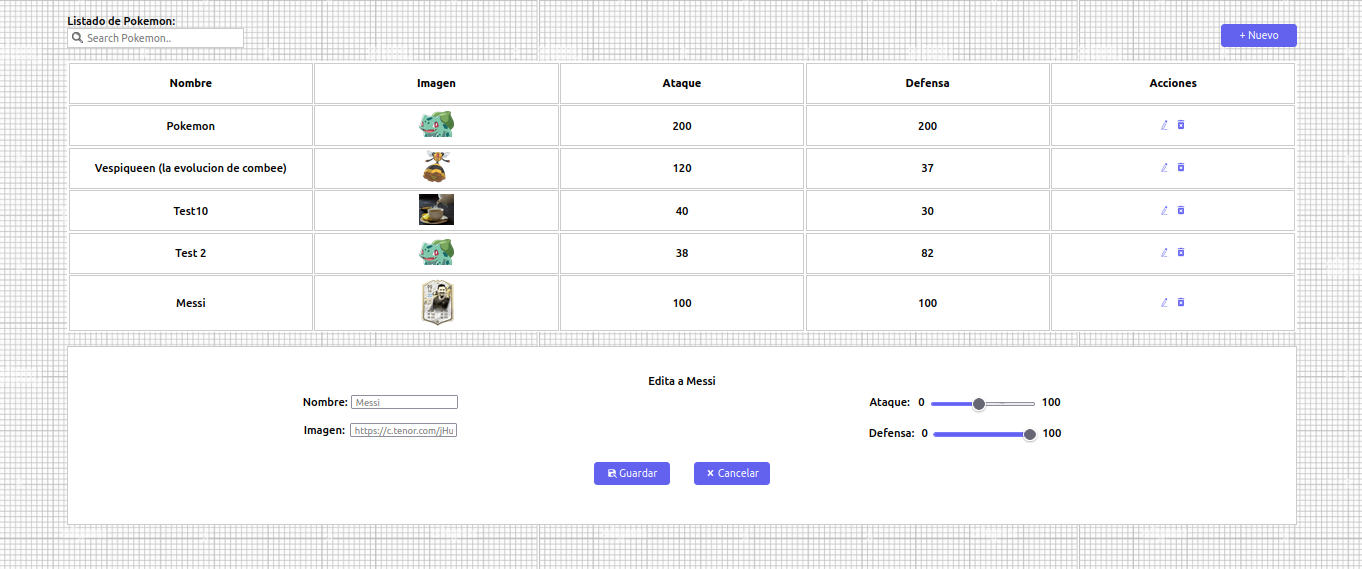 Listado de Pokemon:
Search Pokemon..
+ Nuevo
Nombre Imagen Ataque Defensa Acciones
Pokemon 200 200
Vespiqueen (la evolucion de combee) 120 37
Test10 40 30
Test 2 38 82
Messi 100 100
Edita a Messi
Nombre: Messi Ataque: 0 100
Imagen: https://c.tenor.com/jHu Defensa: 0 100
Guardar × Cancelar